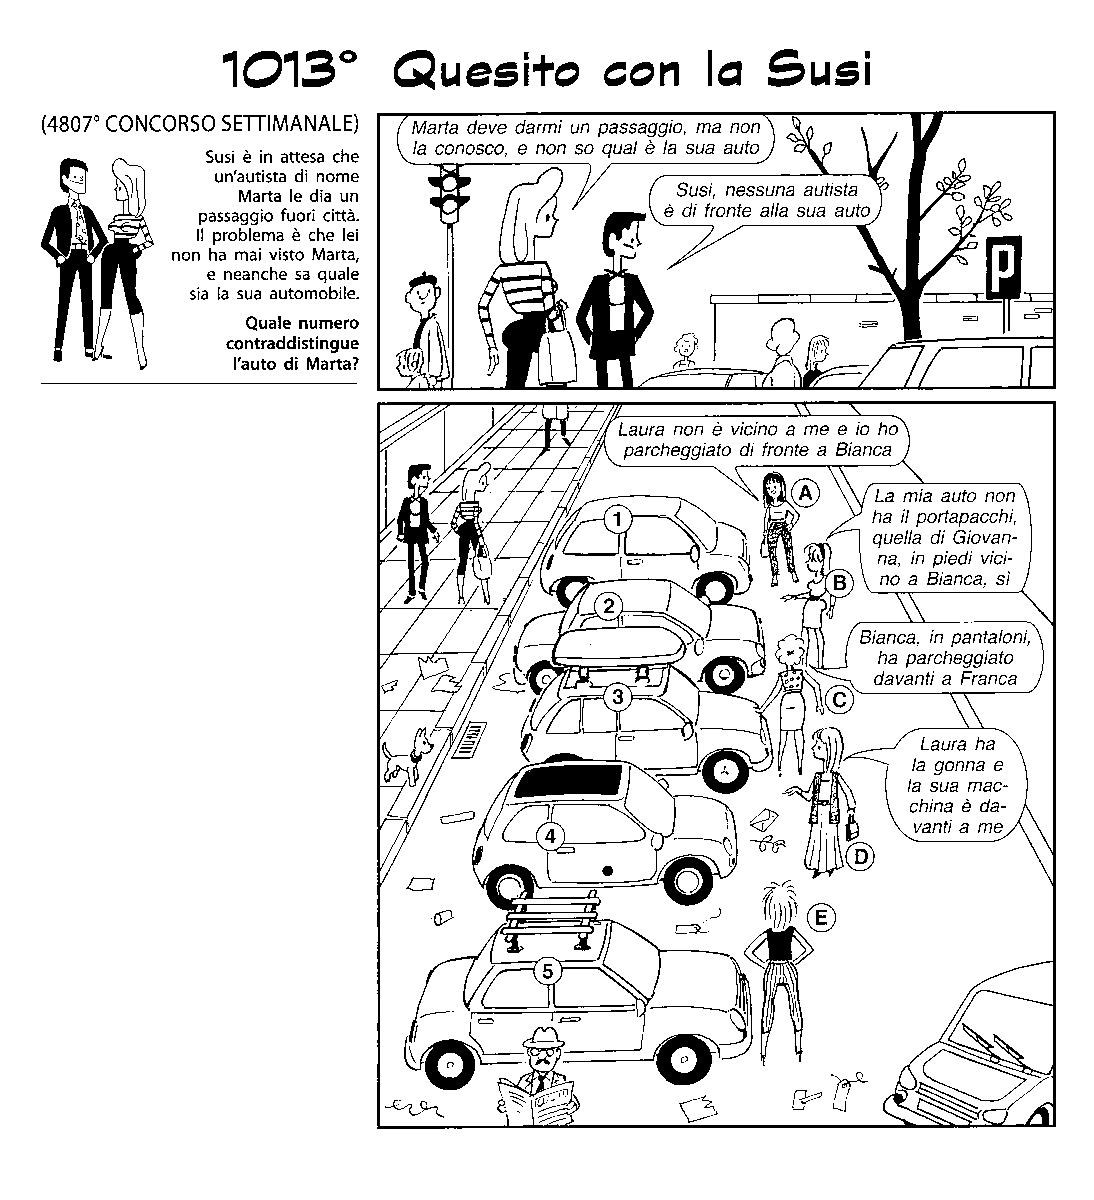 1013° Quesito con la Susi
(4807° CONCORSO SETTIMANALE)
Susi è in attesa che
un'autista di nome
Marta le dia un
passaggio fuori città.
Il problema è che lei
non ha mai visto Marta,
e neanche sa quale
sia la sua automobile.
Quale numero
contraddistingue
l'auto di Marta?
Marta deve darmi un passaggio, ma non
la conosco, e non so qual è la sua auto
Susi, nessuna autista
è di fronte alla sua auto
P
Laura non è vicino a me e io ho
parcheggiato di fronte a Bianca
A
La mia auto non
ha il portapacchi,
quella di Giovan-
na, in piedi vici-
no a Bianca, sì
B
Bianca, in pantaloni,
ha parcheggiato
davanti a Franca
C
Laura ha
la gonna e
la sua mac-
china è da-
vanti a me
D
E
1
2
3
4
5